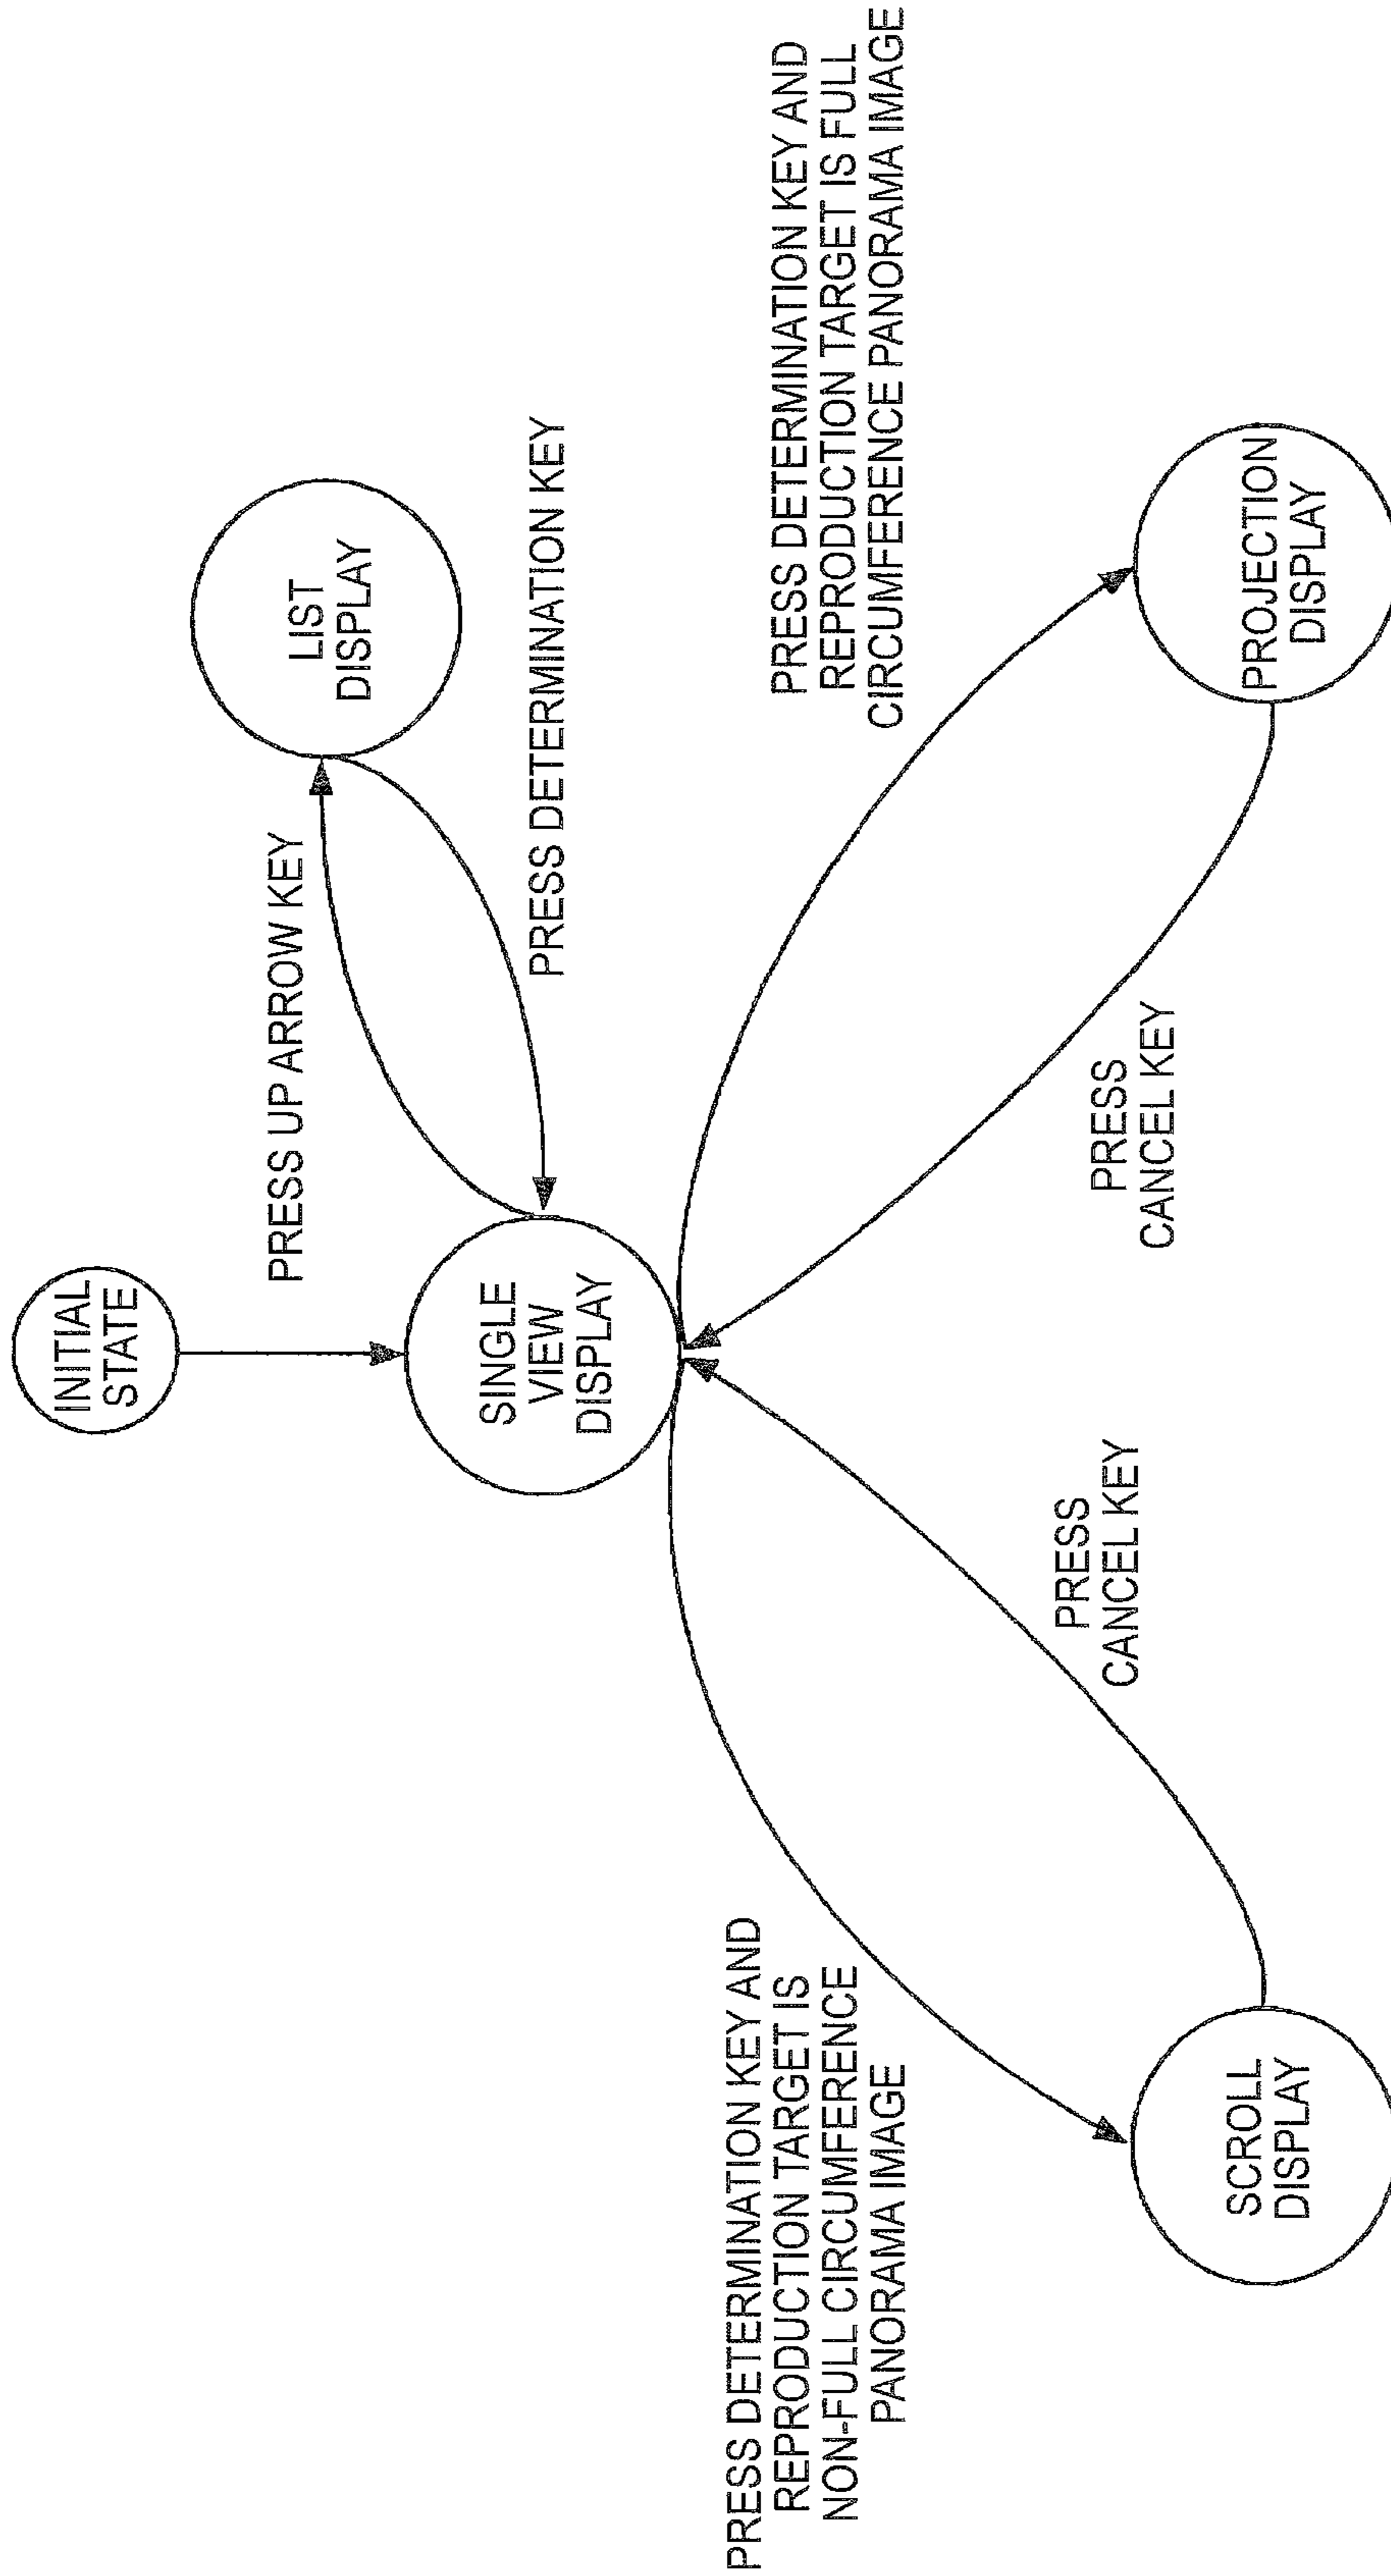 INITIAL
STATE
PRESS UP ARROW KEY
LIST
DISPLAY
SINGLE
VIEW
DISPLAY
PRESS DETERMINATION KEY
PRESS DETERMINATION KEY AND
REPRODUCTION TARGET IS
NON-FULL CIRCUMFERENCE
PANORAMA IMAGE
PRESS DETERMINATION KEY AND
REPRODUCTION TARGET IS FULL
CIRCUMFERENCE PANORAMA IMAGE
PRESS
CANCEL KEY
PRESS
CANCEL KEY
SCROLL
DISPLAY
PROJECTION
DISPLAY